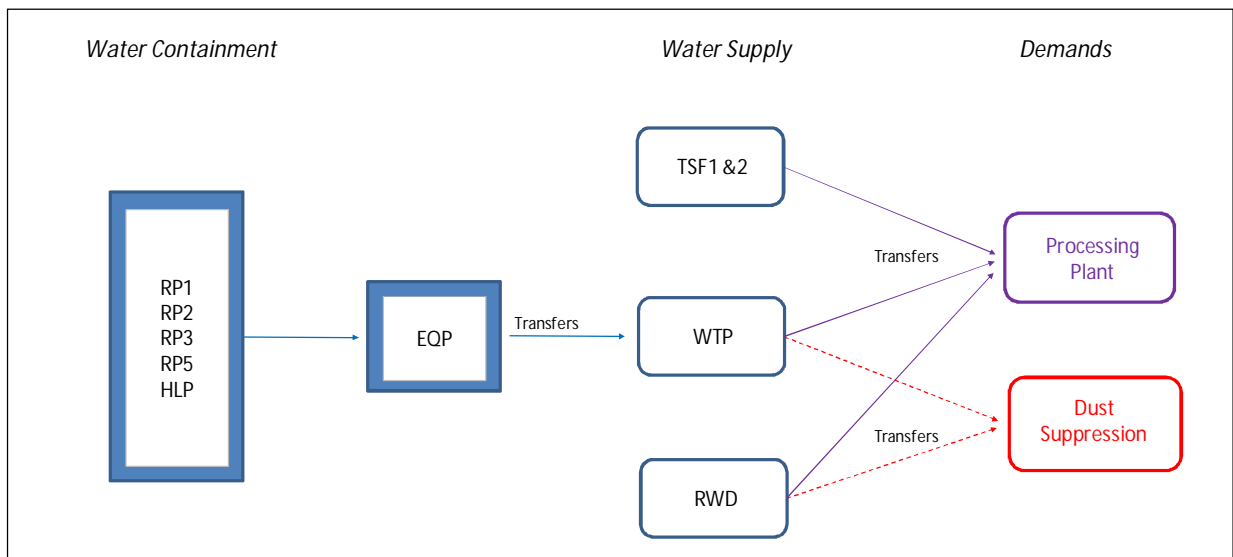 Water Containment
Water Supply
Demands
TSF1 &2
Transfers
Processing
Plant
RP1
RP2
RP3
RP5
HLP
EQP
Transfers
WTP
Dust
Suppression
Transfers
RWD